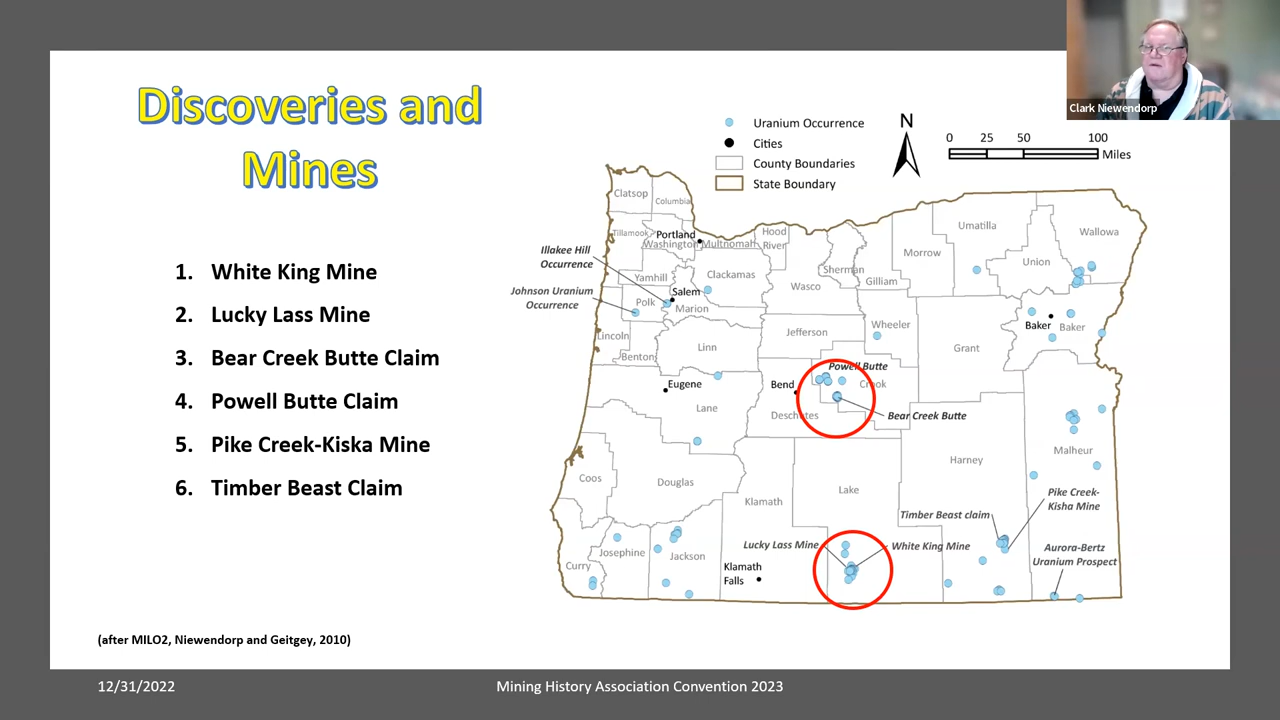 Discoveries and
Mines
1. White King Mine
2. Lucky Lass Mine
3. Bear Creek Butte Claim
4. Powell Butte Claim
5. Pike Creek-Kiska Mine
6. Timber Beast Claim
(after MILO2, Niewendorp and Geitgey, 2010)
12/31/2022
Mining History Association Convention 2023
Clark Niewendorp
Uranium Occurrence
Cities
County Boundaries
State Boundary
N
0 25 50 100
Miles
Clatsop
Columbia
Tillamook
Washington
Portland
Multnomah
Hood
River
Sherman
Gilliam
Morrow
Umatilla
Union
Wallowa
Illakee Hill
Occurrence
Johnson Uranium
Occurrence
Yamhill
Clackamas
Wasco
Polk
Salem
Marion
Jefferson
Wheeler
Grant
Baker
Baker
Lincoln
Benton
Linn
Powell Butte
Crook
Eugene
Lane
Bend
Deschutes
Bear Creek Butte
Malheur
Harney
Coos
Douglas
Klamath
Lake
Pike Creek-
Kisha Mine
Timber Beast claim
Lucky Lass Mine
White King Mine
Aurora-Bertz
Uranium Prospect
Curry
Josephine
Jackson
Klamath
Falls